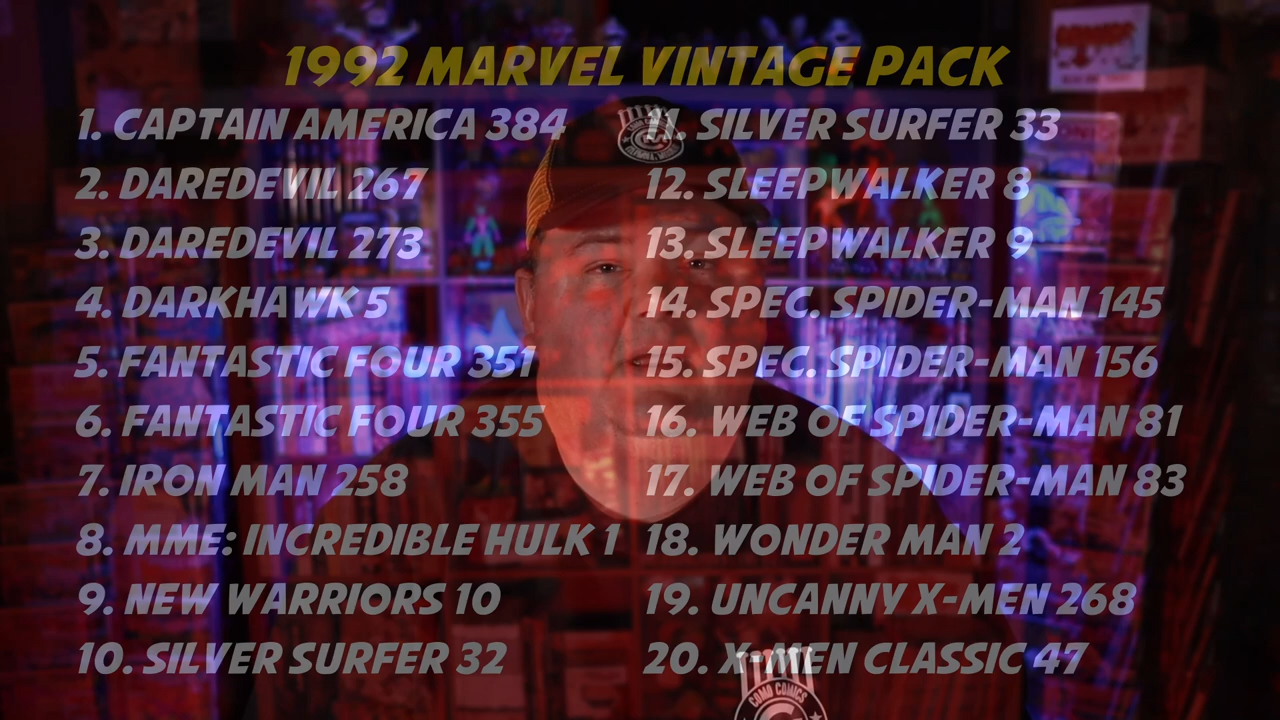 1992 MARVEL VINTAGE PACK
1. CAPTAIN AMERICA 384
2. DAREDEVIL 267
3. DAREDEVIL 273
4. DARKHAWK 5
5. FANTASTIC FOUR 351
6. FANTASTIC FOUR 355
7. IRON MAN 258
8. MME: INCREDIBLE HULK 1
9. NEW WARRIORS 10
10. SILVER SURFER 32
11. SILVER SURFER 33
12. SLEEPWALKER 8
13. SLEEPWALKER 9
14. SPEC. SPIDER-MAN 145
15. SPEC. SPIDER-MAN 156
16. WEB OF SPIDER-MAN 81
17. WEB OF SPIDER-MAN 83
18. WONDER MAN 2
19. UNCANNY X-MEN 268
20. X-MEN CLASSIC 47
COMO COMICS